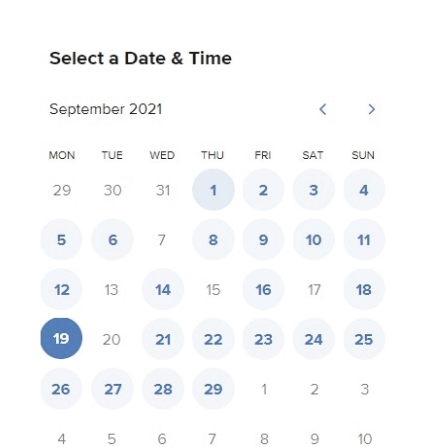 Select a Date & Time
September 2021
MON TUE WED THU FRI SAT SUN
29 30 31 1 2 3 4
5 6 7 8 9 10 11
12 13 14 15 16 17 18
19 20 21 22 23 24 25
26 27 28 29 1 2 3
4 5 6 7 8 9 10